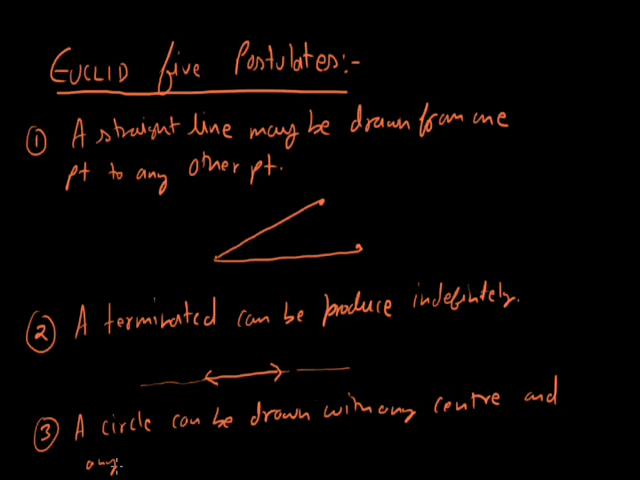 EUCLID five Postulates:-
① A straight line may be drawn from one
pt to any other pt.
② A terminated can be produce indefinitely.
③ A circle can be drawn with any centre and
any